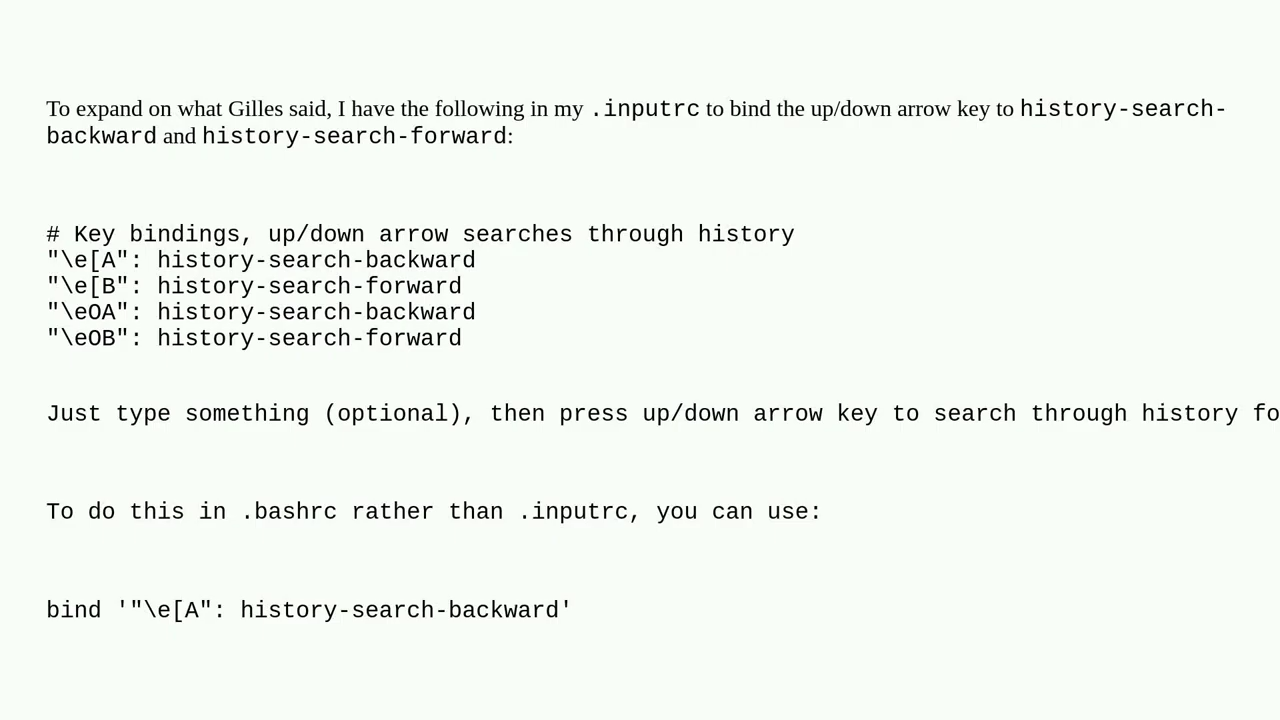 To expand on what Gilles said, I have the following in my .inputrc to bind the up/down arrow key to history-search-
backward and history-search-forward:
# Key bindings, up/down arrow searches through history
"\e[A": history-search-backward
"\e[B": history-search-forward
"\eOA": history-search-backward
"\eOB": history-search-forward
Just type something (optional), then press up/down arrow key to search through history fo
To do this in .bashrc rather than .inputrc, you can use:
bind '"\e[A": history-search-backward'